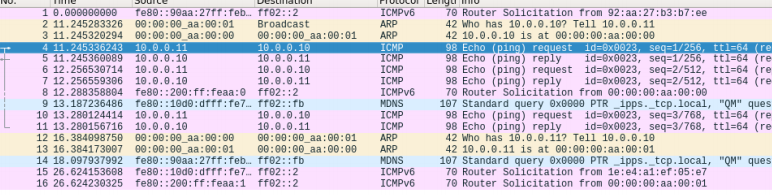 No. Time Source Destination Protocol Length Info
1 0.000000000 fe80::90aa:27ff:feb… ff02::2 ICMPv6 70 Router Solicitation from 92:aa:27:b3:b7:ee
2 11.245283326 00:00:00_aa:00:01 Broadcast ARP 42 Who has 10.0.0.10? Tell 10.0.0.11
3 11.245332944 00:00:00_aa:00:00 00:00:00_aa:00:01 ARP 42 10.0.0.10 is at 00:00:00:aa:00:00
4 11.245336243 10.0.0.11 10.0.0.10 ICMP 98 Echo (ping) request id=0x0023, seq=1/256, ttl=64 (
5 11.245360089 10.0.0.10 10.0.0.11 ICMP 98 Echo (ping) reply id=0x0023, seq=1/256, ttl=64 (re
6 12.256530714 10.0.0.11 10.0.0.10 ICMP 98 Echo (ping) request id=0x0023, seq=2/512, ttl=64 (
7 12.256559306 10.0.0.10 10.0.0.11 ICMP 98 Echo (ping) reply id=0x0023, seq=2/512, ttl=64 (re
8 12.288358804 fe80::200:ff:feaa:0 ff02::2 ICMPv6 70 Router Solicitation from 00:00:00:aa:00:00
9 13.187236486 fe80::10d0:dfff:fe7… ff02::fb MDNS 107 Standard query 0x0000 PTR _ipps._tcp.local, "QM" ques
10 13.280124414 10.0.0.11 10.0.0.10 ICMP 98 Echo (ping) request id=0x0023, seq=3/768, ttl=64 (
11 13.280156716 10.0.0.10 10.0.0.11 ICMP 98 Echo (ping) reply id=0x0023, seq=3/768, ttl=64 (re
12 16.384098750 00:00:00_aa:00:00 00:00:00_aa:00:01 ARP 42 Who has 10.0.0.11? Tell 10.0.0.10
13 16.384173007 00:00:00_aa:00:01 00:00:00_aa:00:00 ARP 42 10.0.0.11 is at 00:00:00:aa:00:01
14 18.097937992 fe80::90aa:27ff:feb… ff02::fb MDNS 107 Standard query 0x0000 PTR _ipps._tcp.local, "QM" ques
15 26.624153608 fe80::10d0:dfff:fe7… ff02::2 ICMPv6 70 Router Solicitation from 1e:e4:a1:ef:05:e7
16 26.624230325 fe80::200:ff:feaa:1 ff02::2 ICMPv6 70 Router Solicitation from 00:00:00:aa:00:01